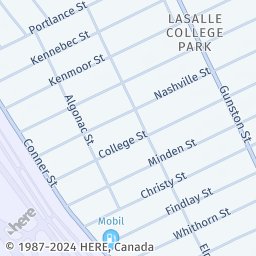 LASALLE
COLLEGE
PARK
Portlance St
Kennebec St
Kenmoor St
Nashville St
Gunston St
Algonac St
Conner St
College St
Minden St
Christy St
Findlay St
Mobil
Whithorn St
here
© 1987-2024 HERE, Canada